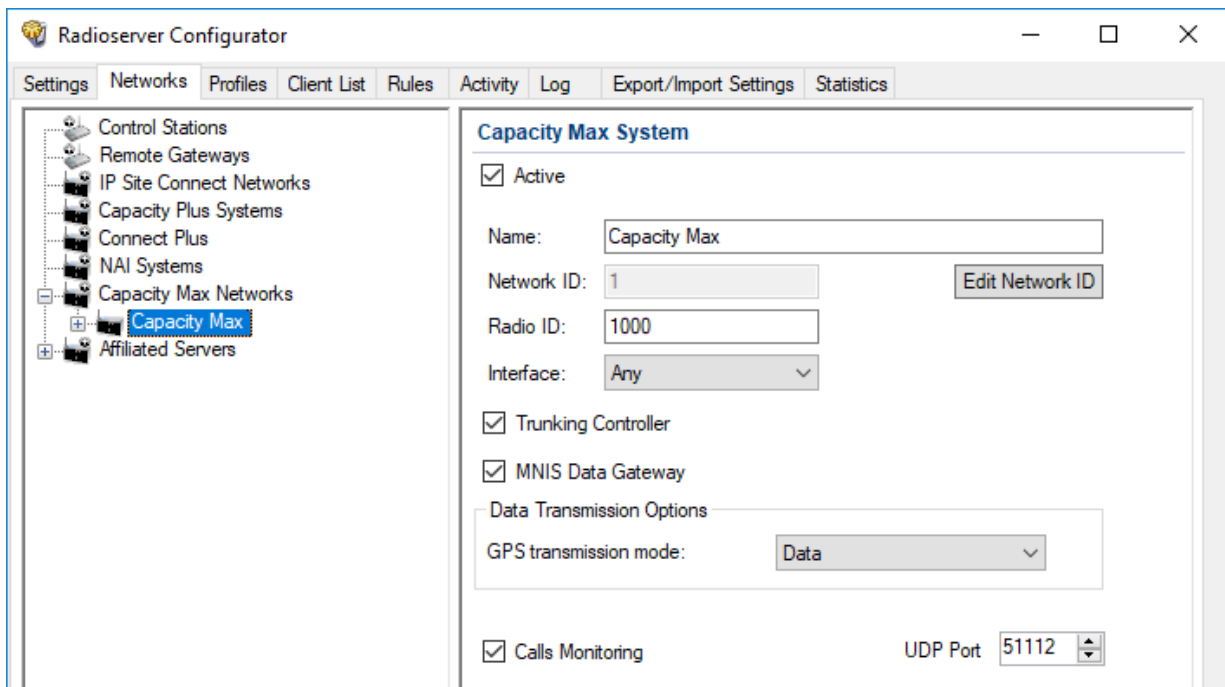 Radioserver Configurator
Settings Networks Profiles Client List Rules Activity Log Export/Import Settings Statistics
Control Stations
Remote Gateways
IP Site Connect Networks
Capacity Plus Systems
Connect Plus
NAI Systems
Capacity Max Networks
Capacity Max
Affiliated Servers
Capacity Max System
Active
Name: Capacity Max
Network ID: 1 Edit Network ID
Radio ID: 1000
Interface: Any
Trunking Controller
MNIS Data Gateway
Data Transmission Options
GPS transmission mode: Data
Calls Monitoring UDP Port 51112